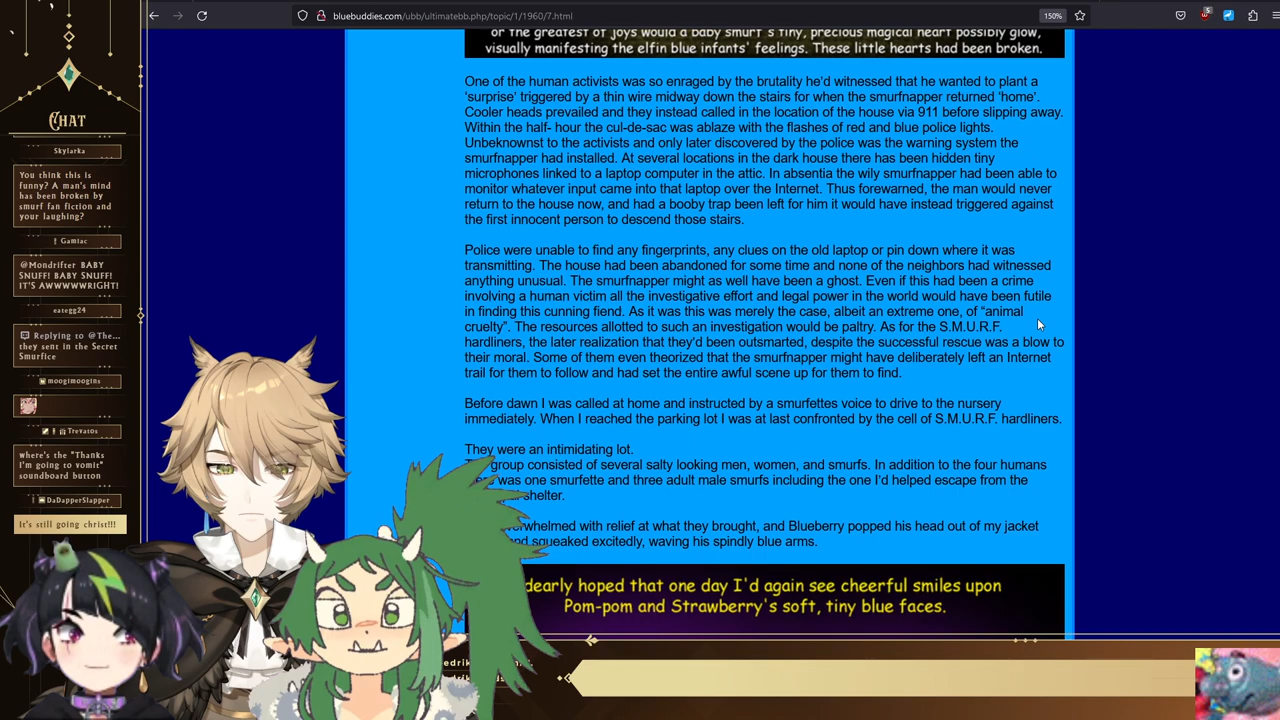 bluebuddies.com/ubb/ultimatebb.php/topic/1/1960/7.html
150%
5
CHAT
Skylarka
You think this is
funny? A man's mind
has been broken by
smurf fan fiction and
your laughing?
Gamiac
@Mondrifter BABY
SNUFF! BABY SNUFF!
IT'S AWWWWWRIGHT!
eategg24
Replying to @The...
they sent in the Secret
Smurfice
moogimoogins
Trevat0s
where's the "Thanks
I'm going to vomit"
soundboard button
DaDapperSlapper
It's still going christ!!!
or the greatest of joys would a baby smurf's tiny, precious magical heart possibly glow,
visually manifesting the elfin blue infants' feelings. These little hearts had been broken.
One of the human activists was so enraged by the brutality he'd witnessed that he wanted to plant a
'surprise' triggered by a thin wire midway down the stairs for when the smurfnapper returned 'home'.
Cooler heads prevailed and they instead called in the location of the house via 911 before slipping away.
Within the half- hour the cul-de-sac was ablaze with the flashes of red and blue police lights.
Unbeknownst to the activists and only later discovered by the police was the warning system the
smurfnapper had installed. At several locations in the dark house there has been hidden tiny
microphones linked to a laptop computer in the attic. In absentia the wily smurfnapper had been able to
monitor whatever input came into that laptop over the Internet. Thus forewarned, the man would never
return to the house now, and had a booby trap been left for him it would have instead triggered against
the first innocent person to descend those stairs.
Police were unable to find any fingerprints, any clues on the old laptop or pin down where it was
transmitting. The house had been abandoned for some time and none of the neighbors had witnessed
anything unusual. The smurfnapper might as well have been a ghost. Even if this had been a crime
involving a human victim all the investigative effort and legal power in the world would have been futile
in finding this cunning fiend. As it was this was merely the case, albeit an extreme one, of "animal
cruelty". The resources allotted to such an investigation would be paltry. As for the S.M.U.R.F.
hardliners, the later realization that they'd been outsmarted, despite the successful rescue was a blow to
their moral. Some of them even theorized that the smurfnapper might have deliberately left an Internet
trail for them to follow and had set the entire awful scene up for them to find.
Before dawn I was called at home and instructed by a smurfettes voice to drive to the nursery
immediately. When I reached the parking lot I was at last confronted by the cell of S.M.U.R.F. hardliners.
They were an intimidating lot.
group consisted of several salty looking men, women, and smurfs. In addition to the four humans
was one smurfette and three adult male smurfs including the one I'd helped escape from the
shelter.
overwhelmed with relief at what they brought, and Blueberry popped his head out of my jacket
and squeaked excitedly, waving his spindly blue arms.
dearly hoped that one day I'd again see cheerful smiles upon
Pom-pom and Strawberry's soft, tiny blue faces.